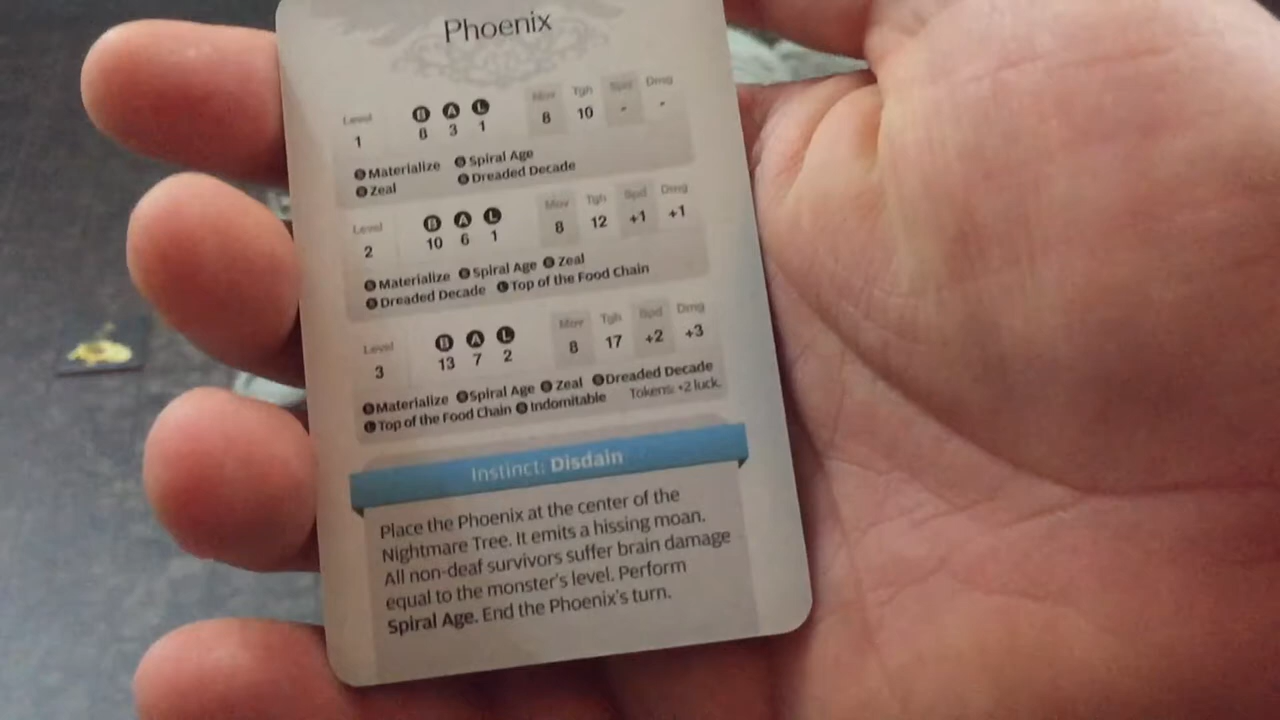 Phoenix
Level B A L Mov Tgh Spd Dmg
1 8 3 1 8 10 - -
Materialize Spiral Age
Zeal Dreaded Decade
Level B A L Mov Tgh Spd Dmg
2 10 6 1 8 12 +1 +1
Materialize Spiral Age Zeal
Dreaded Decade L Top of the Food Chain
Level B A L Mov Tgh Spd Dmg
3 13 7 2 8 17 +2 +3
Materialize Spiral Age Zeal Dreaded Decade
L Top of the Food Chain Indomitable Tokens: +2 luck.
Instinct: Disdain
Place the Phoenix at the center of the
Nightmare Tree. It emits a hissing moan.
All non-deaf survivors suffer brain damage
equal to the monster's level. Perform
Spiral Age. End the Phoenix's turn.